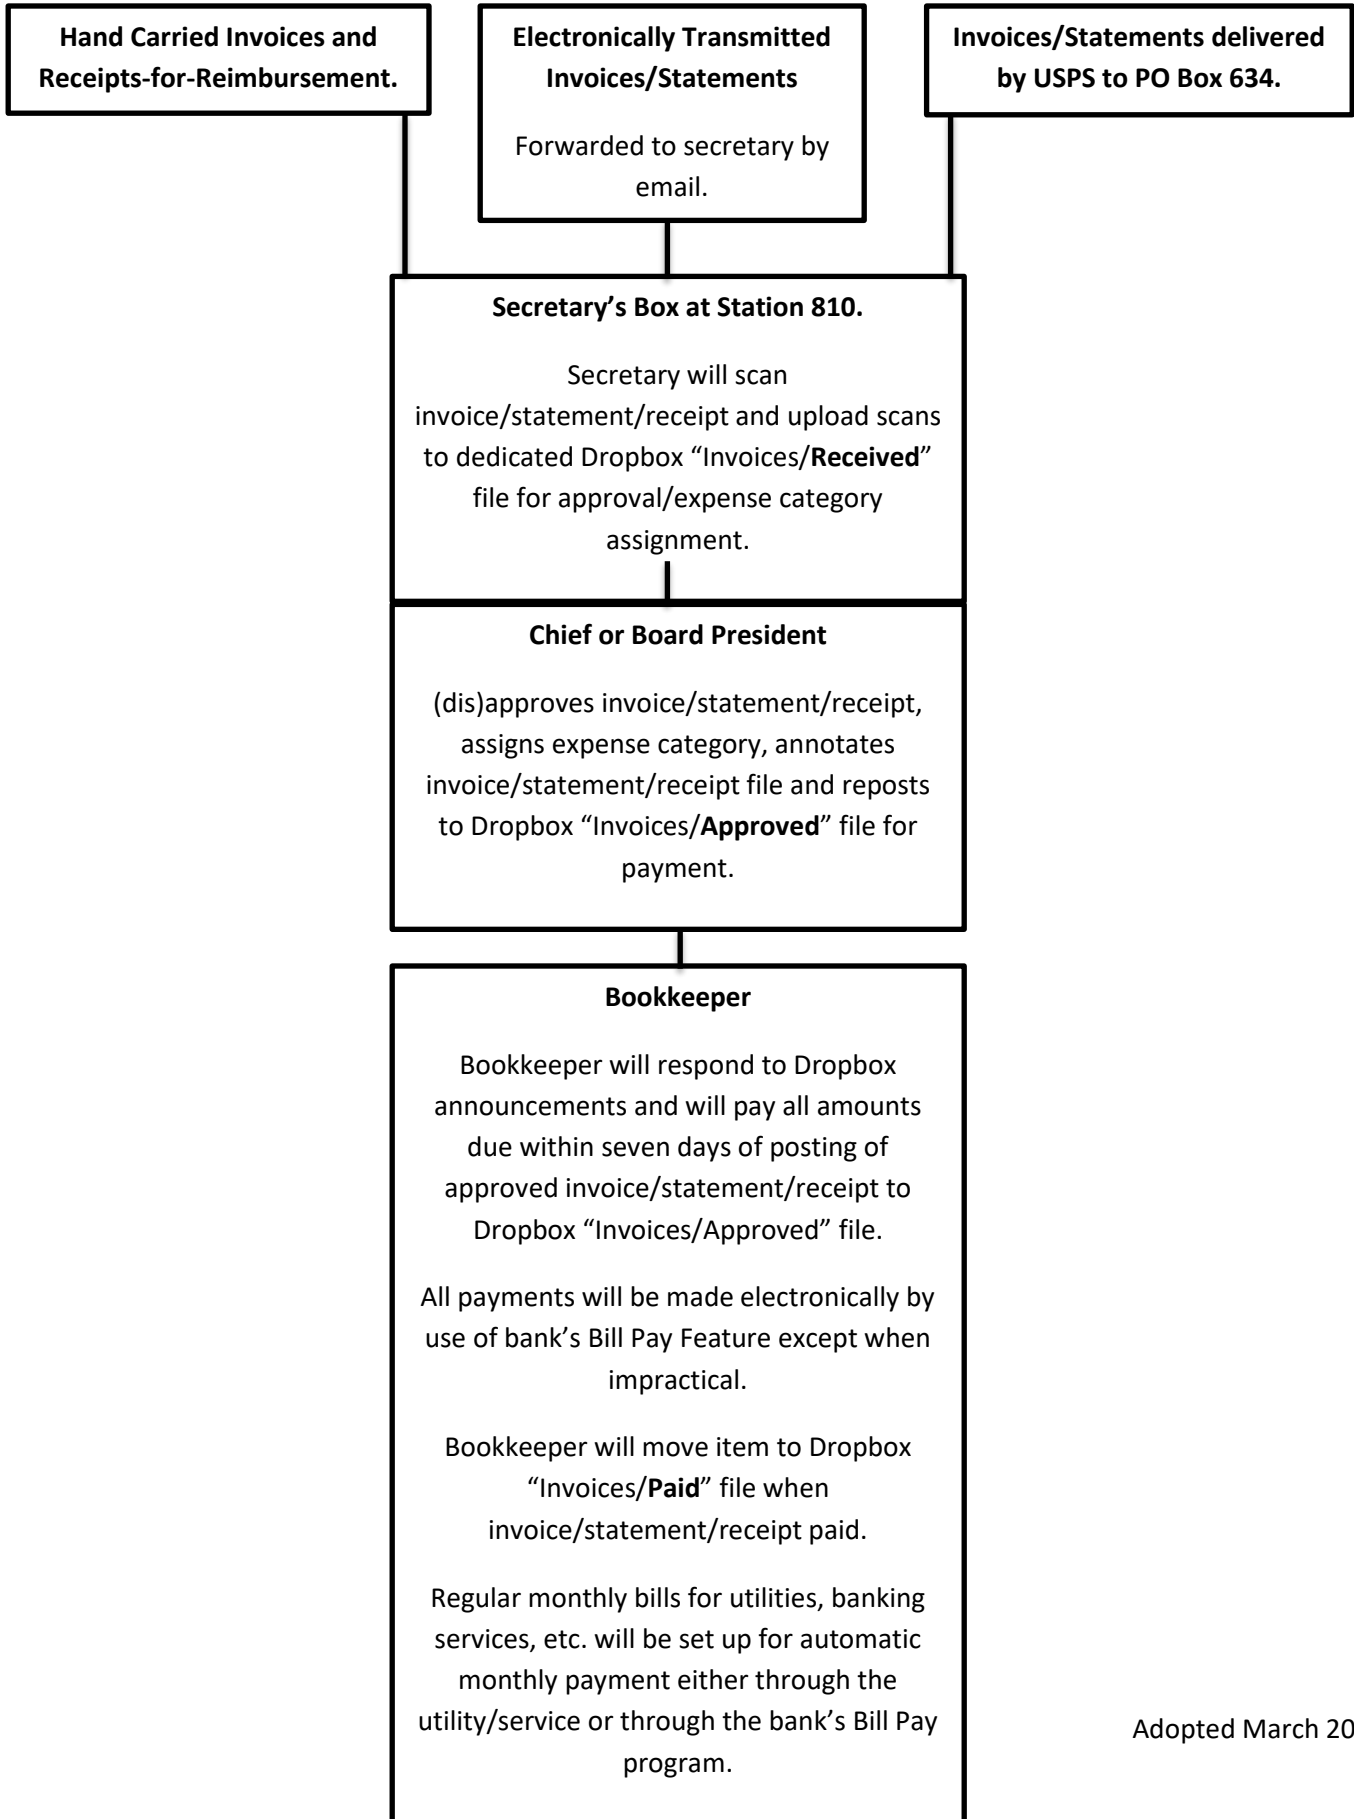 Hand Carried Invoices and
Receipts-for-Reimbursement.
Electronically Transmitted
Invoices/Statements
Forwarded to secretary by
email.
Invoices/Statements delivered
by USPS to PO Box 634.
Secretary’s Box at Station 810.
Secretary will scan
invoice/statement/receipt and upload scans
to dedicated Dropbox “Invoices/Received”
file for approval/expense category
assignment.
Chief or Board President
(dis)approves invoice/statement/receipt,
assigns expense category, annotates
invoice/statement/receipt file and reposts
to Dropbox “Invoices/Approved” file for
payment.
Bookkeeper
Bookkeeper will respond to Dropbox
announcements and will pay all amounts
due within seven days of posting of
approved invoice/statement/receipt to
Dropbox “Invoices/Approved” file.
All payments will be made electronically by
use of bank’s Bill Pay Feature except when
impractical.
Bookkeeper will move item to Dropbox
“Invoices/Paid” file when
invoice/statement/receipt paid.
Regular monthly bills for utilities, banking
services, etc. will be set up for automatic
monthly payment either through the
utility/service or through the bank’s Bill Pay
program.
Adopted March 20